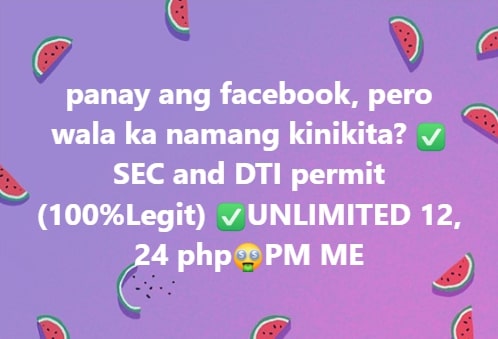 panay ang facebook, pero
wala ka namang kinikita? ✅
SEC and DTI permit
(100%Legit) ✅UNLIMITED 12,
24 php🤑PM ME